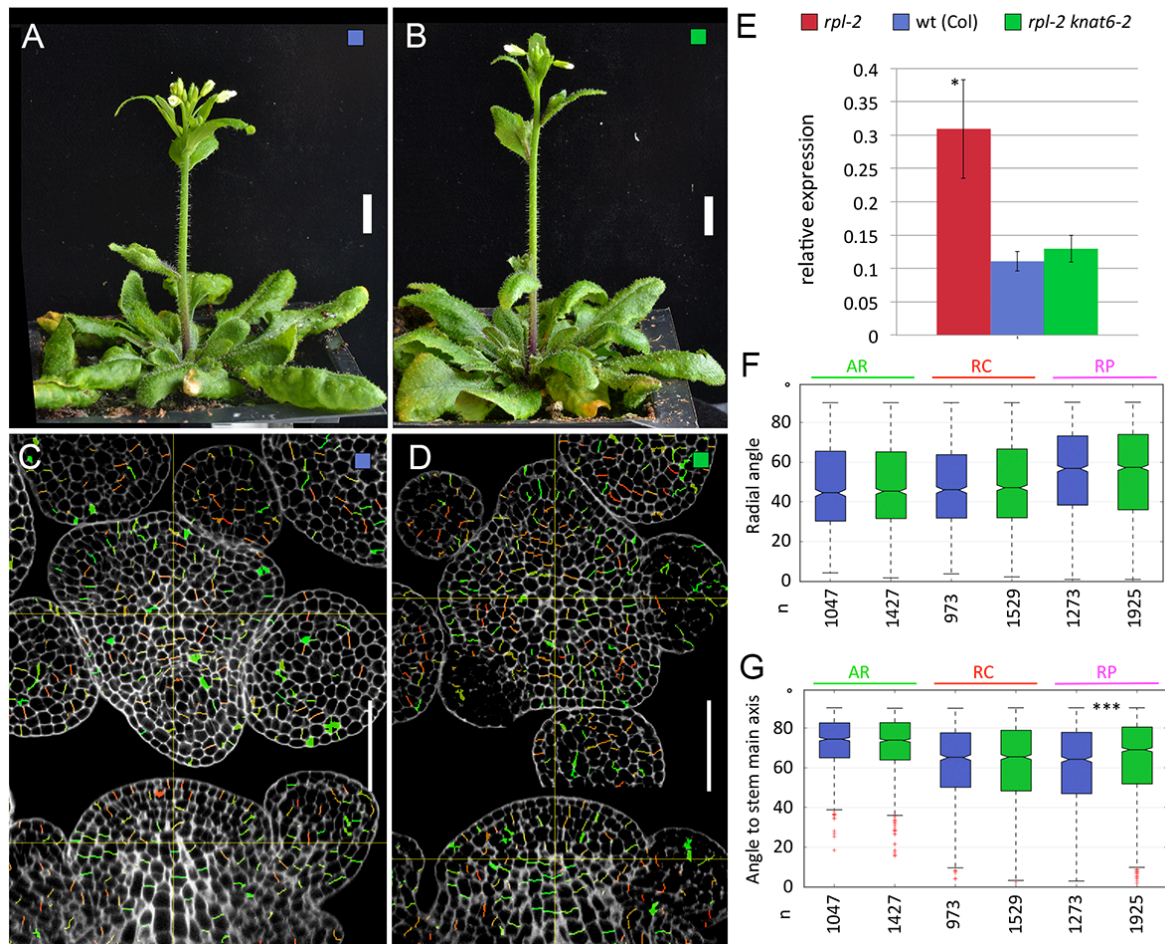 A
B
C
D
E
rpl-2
wt (Col)
rpl-2 knat6-2
relative expression
0.4
0.35
0.3
0.25
0.2
0.15
0.1
0.05
0
*
F
AR
RC
RP
°
80
60
40
20
0
Radial angle
n
1047
1427
973
1529
1273
1925
G
AR
RC
RP
°
80
60
40
20
0
***
Angle to stem main axis
n
1047
1427
973
1529
1273
1925